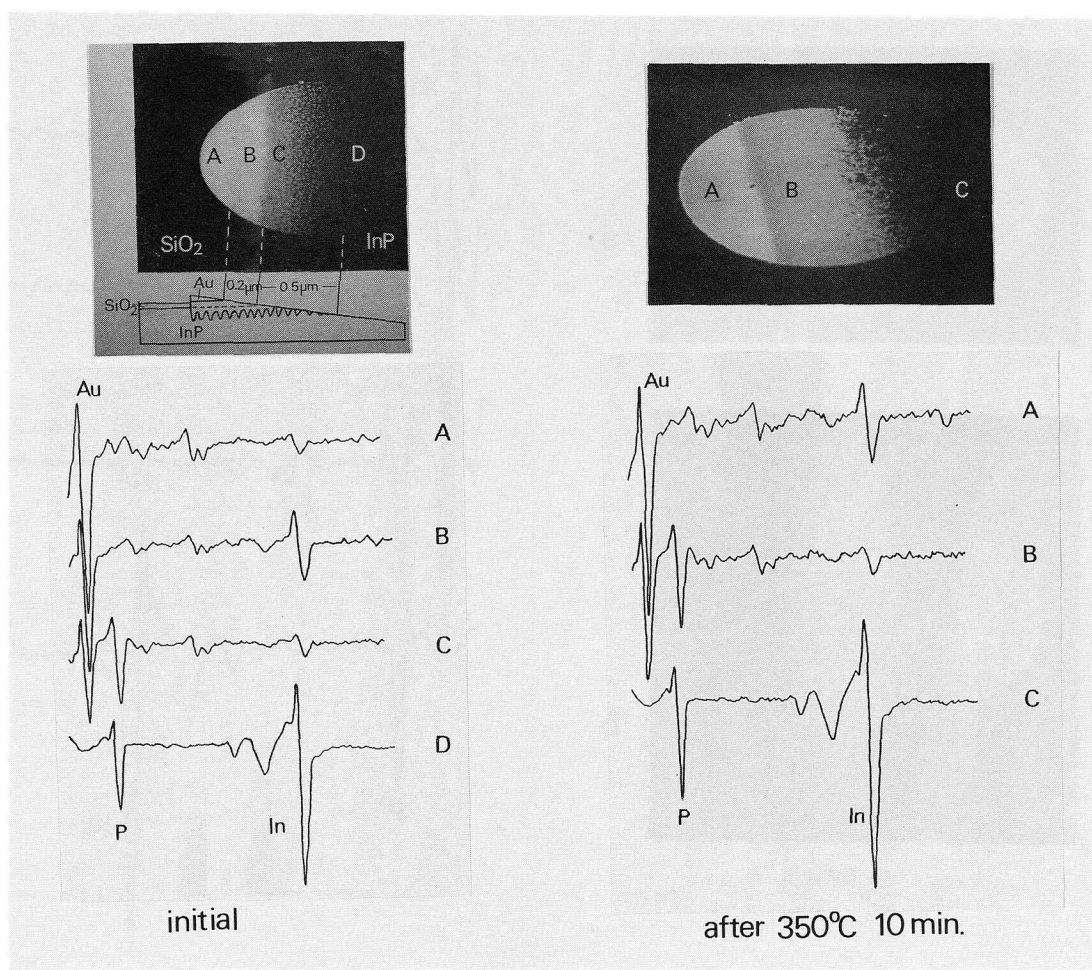 A B C D
SiO2 InP
Au 0.2μm 0.5μm
SiO2
InP
Au
A
B
C
D
P
In
initial
A B C
Au
A
B
C
P
In
after 350°C 10 min.